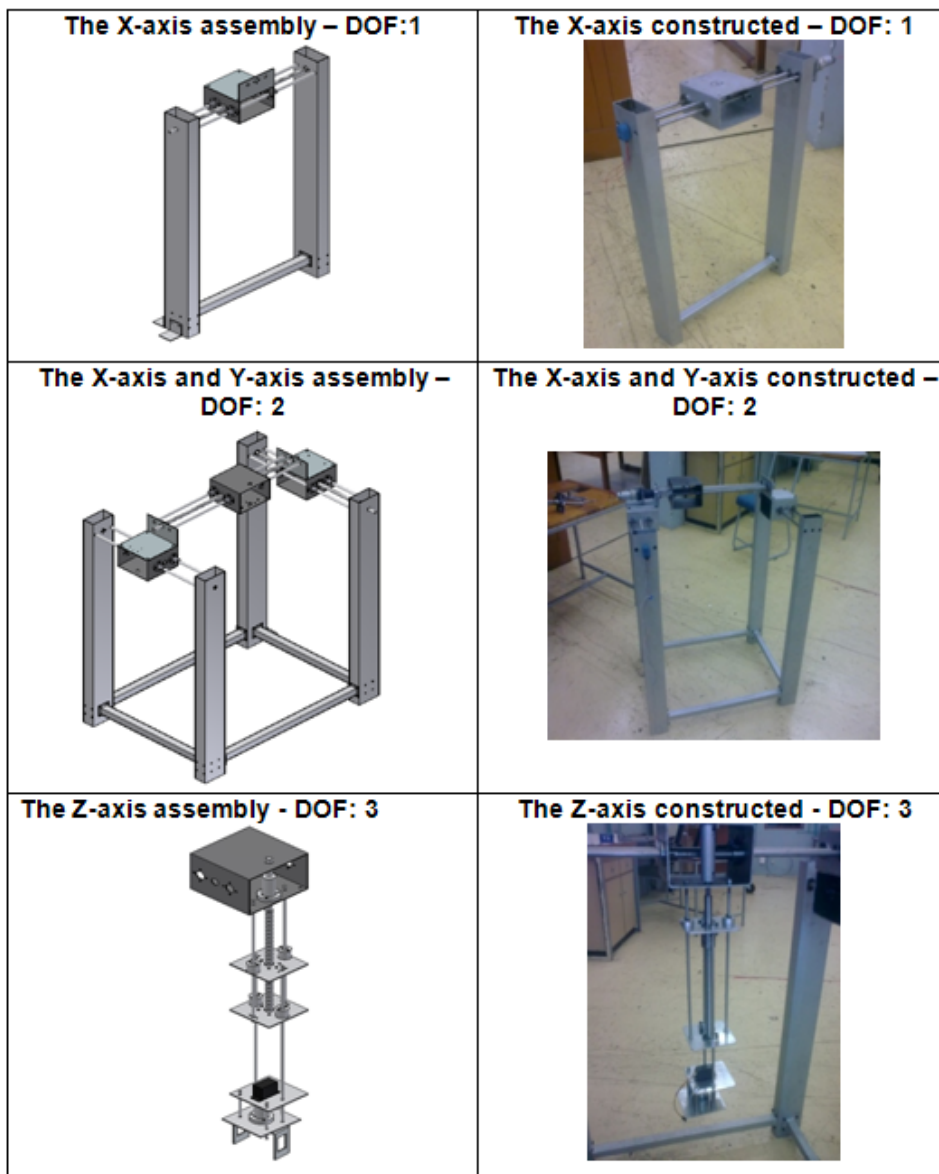 The X-axis assembly – DOF:1
The X-axis constructed – DOF: 1
The X-axis and Y-axis assembly –
DOF: 2
The X-axis and Y-axis constructed –
DOF: 2
The Z-axis assembly - DOF: 3
The Z-axis constructed - DOF: 3